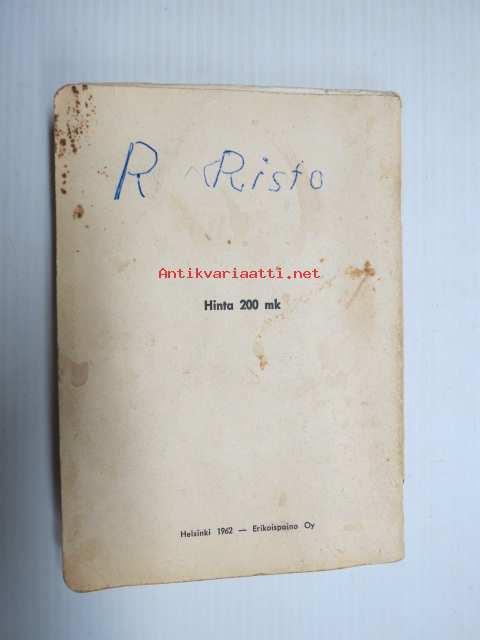 R Risto
Antikvariaatti.net
Hinta 200 mk
Helsinki 1962 — Erikoispaino Oy